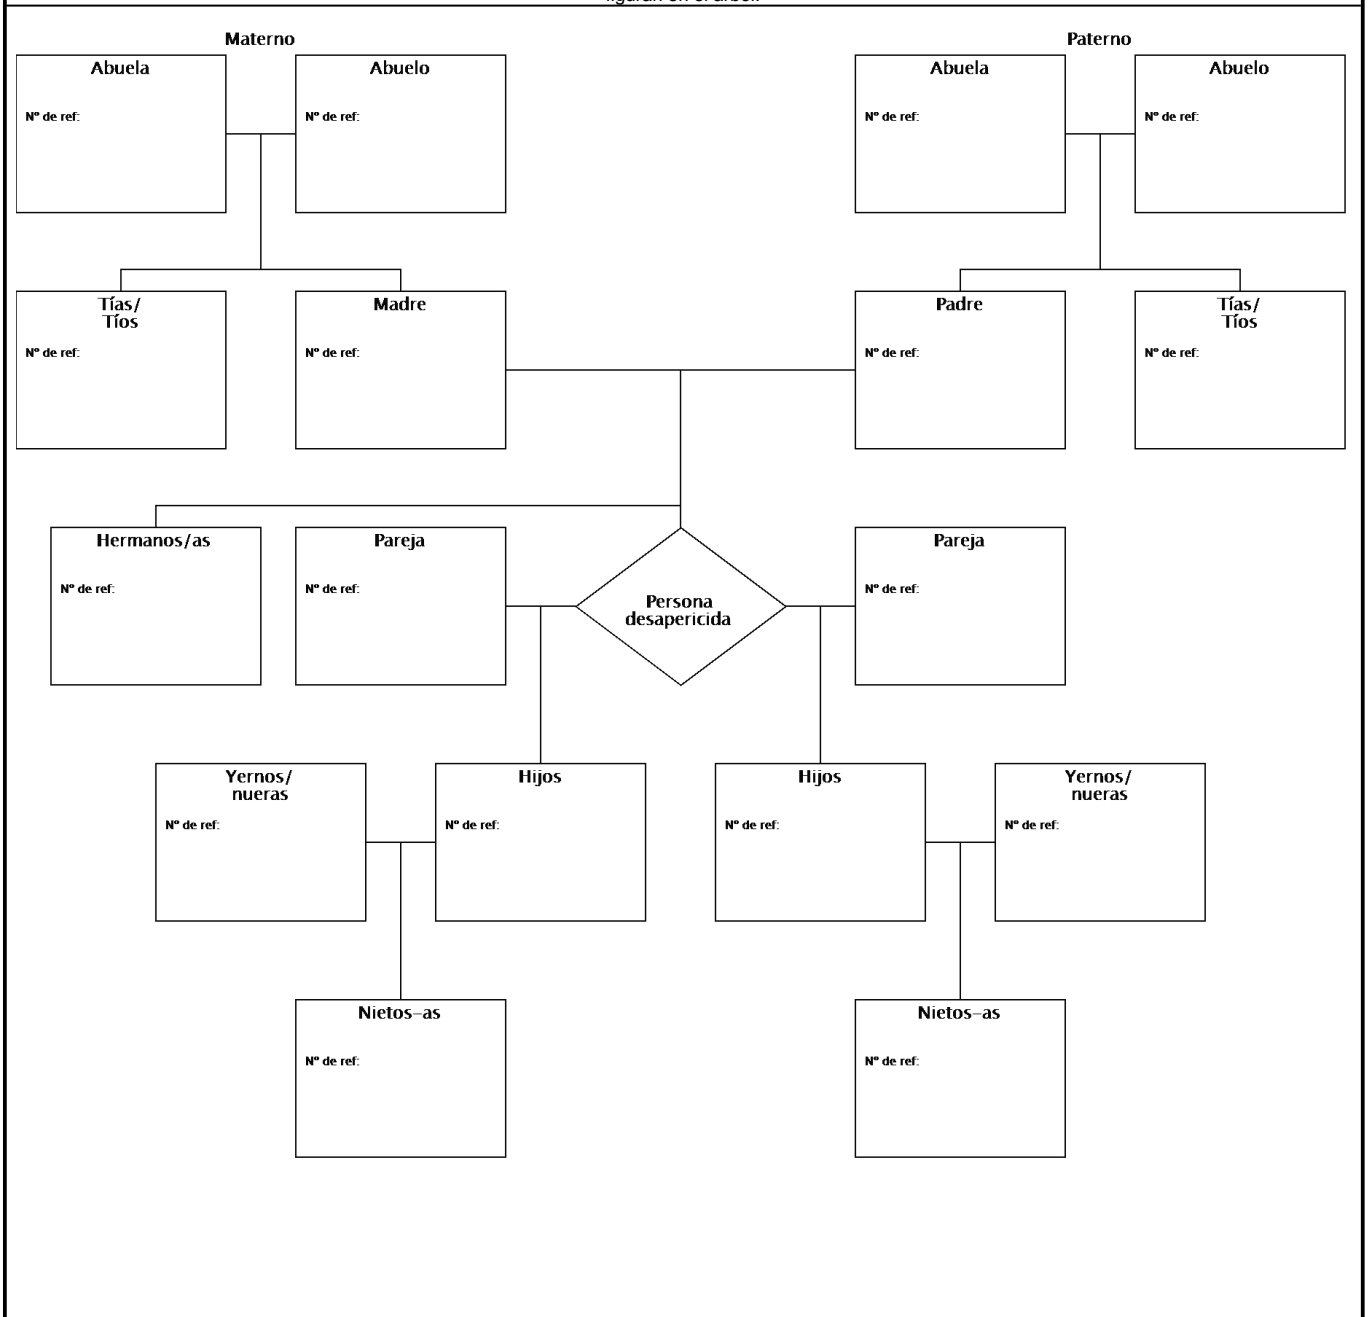 figuran en el árbol.
Materno
Paterno
Abuela
Abuelo
Abuela
Abuelo
Nº de ref:
Nº de ref:
Nº de ref:
Nº de ref:
Tías/
Tíos
Madre
Padre
Tías/
Tíos
Nº de ref:
Nº de ref:
Nº de ref:
Nº de ref:
Hermanos/as
Pareja
Pareja
Nº de ref:
Nº de ref:
Persona
desapericida
Nº de ref:
Yernos/
nueras
Hijos
Hijos
Yernos/
nueras
Nº de ref:
Nº de ref:
Nº de ref:
Nº de ref:
Nietos-as
Nietos-as
Nº de ref:
Nº de ref: